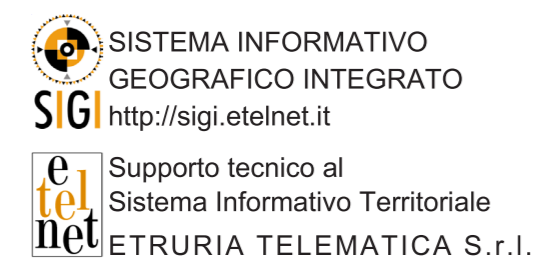 SISTEMA INFORMATIVO
GEOGRAFICO INTEGRATO
SIGI http://sigi.etelnet.it
e
tel
net
Supporto tecnico al
Sistema Informativo Territoriale
ETRURIA TELEMATICA S.r.l.